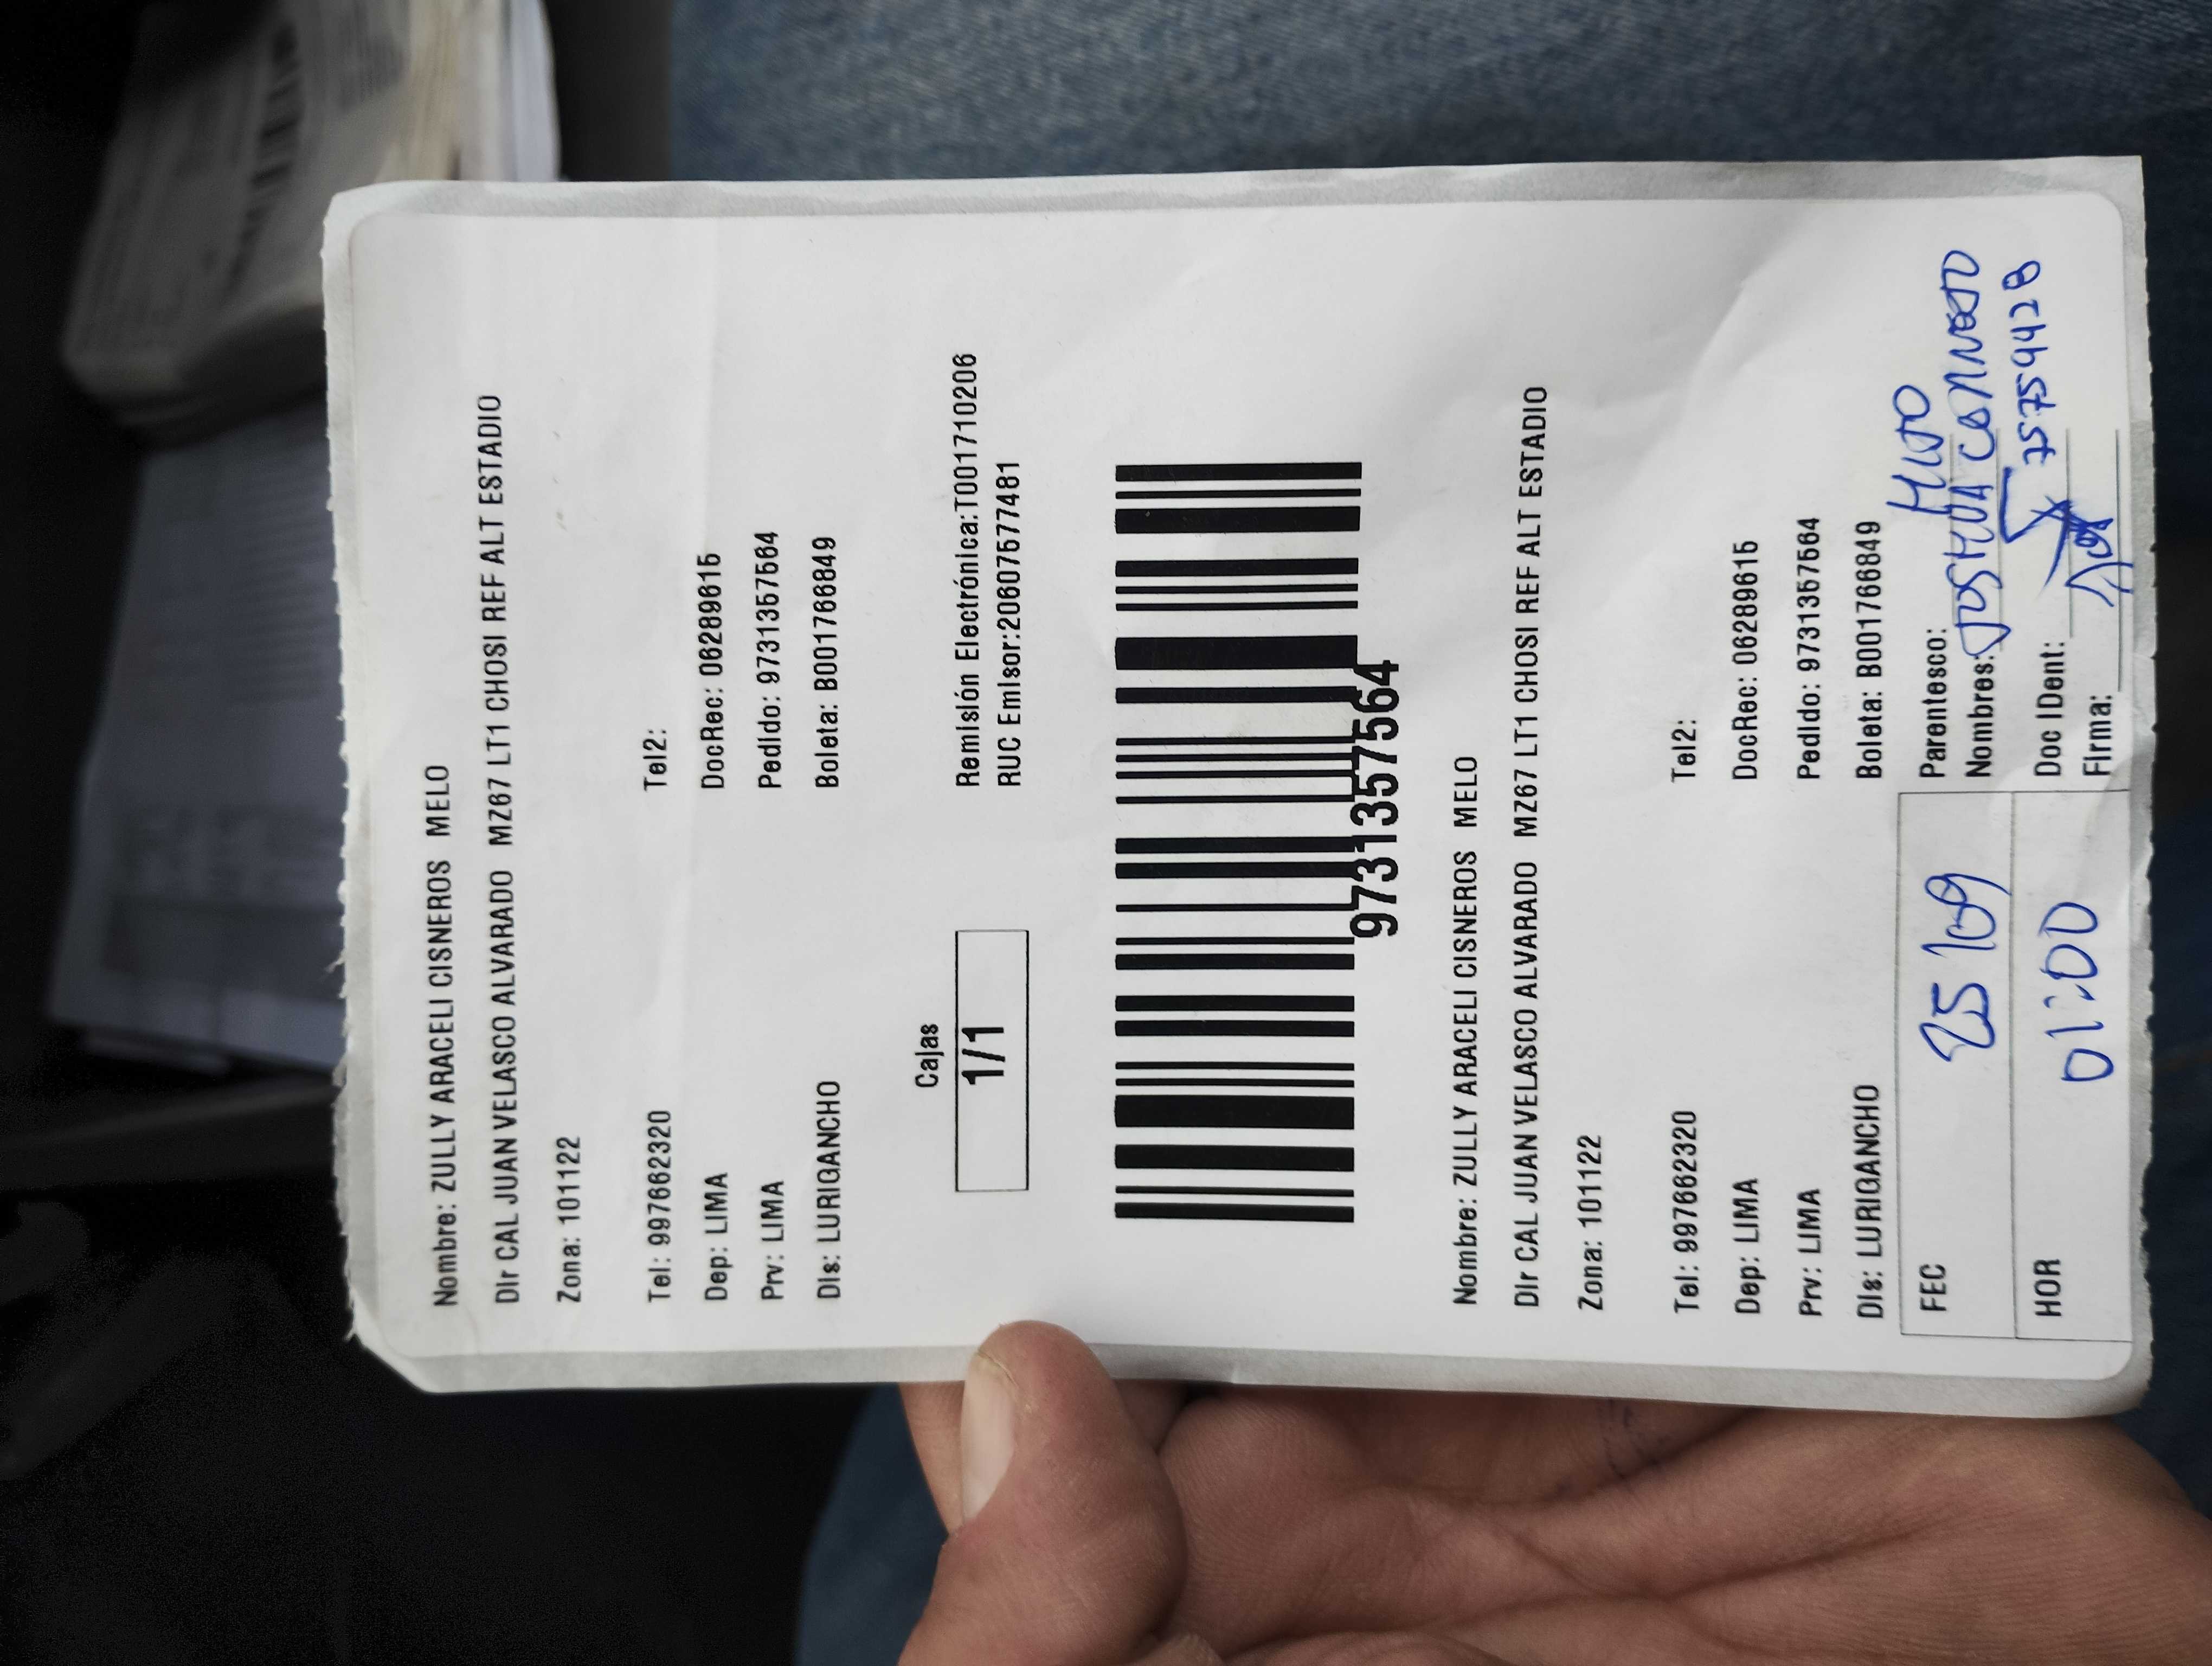 Nombre: ZULLY ARACELI CISNEROS MELO
Dir CAL JUAN VELASCO ALVARADO MZ67 LT1 CHOSI REF ALT ESTADIO
Zona: 101122
Tel: 997662320 Tel2:
Dep: LIMA DocRec: 06289615
Prv: LIMA Pedido: 9731357564
Dis: LURIGANCHO Boleta: B001766849
Cajas
1/1
Remisión Electrónica:T001710206
RUC Emisor:20607577481
9731357564
Nombre: ZULLY ARACELI CISNEROS MELO
Dir CAL JUAN VELASCO ALVARADO MZ67 LT1 CHOSI REF ALT ESTADIO
Zona: 101122
Tel: 997662320 Tel2:
Dep: LIMA DocRec: 06289615
Prv: LIMA Pedido: 9731357564
Dis: LURIGANCHO Boleta: B001766849
FEC 25/09
HOR 01:00
Parentesco: HIJO
Nombres: JOSHUA
Doc IDent: 75759428
Firma: